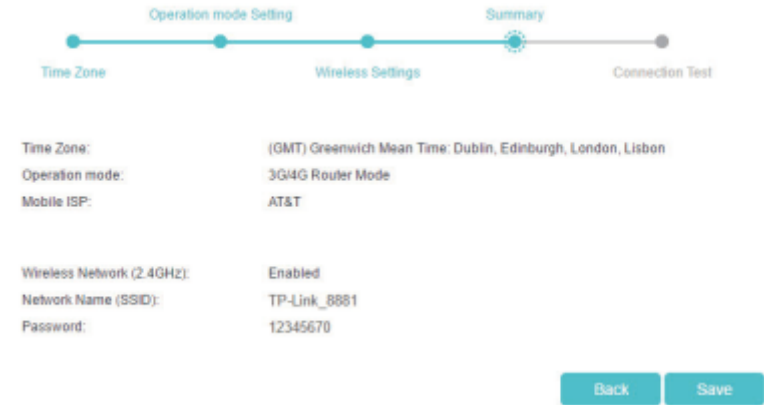 Operation mode Setting Summary
Time Zone Wireless Settings Connection Test
Time Zone: (GMT) Greenwich Mean Time: Dublin, Edinburgh, London, Lisbon
Operation mode: 3G/4G Router Mode
Mobile ISP: AT&T
Wireless Network (2.4GHz): Enabled
Network Name (SSID): TP-Link_8881
Password: 12345670
Back Save